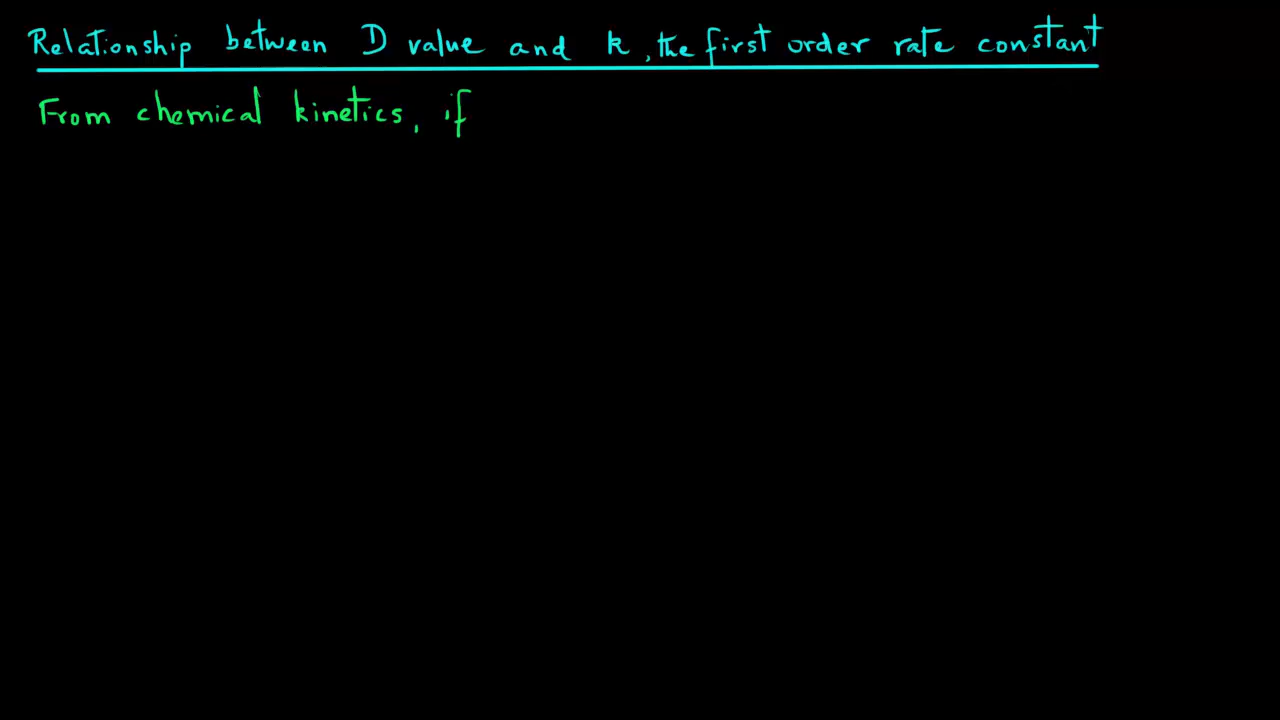 Relationship between D value and k, the first order rate constant
From chemical kinetics, if